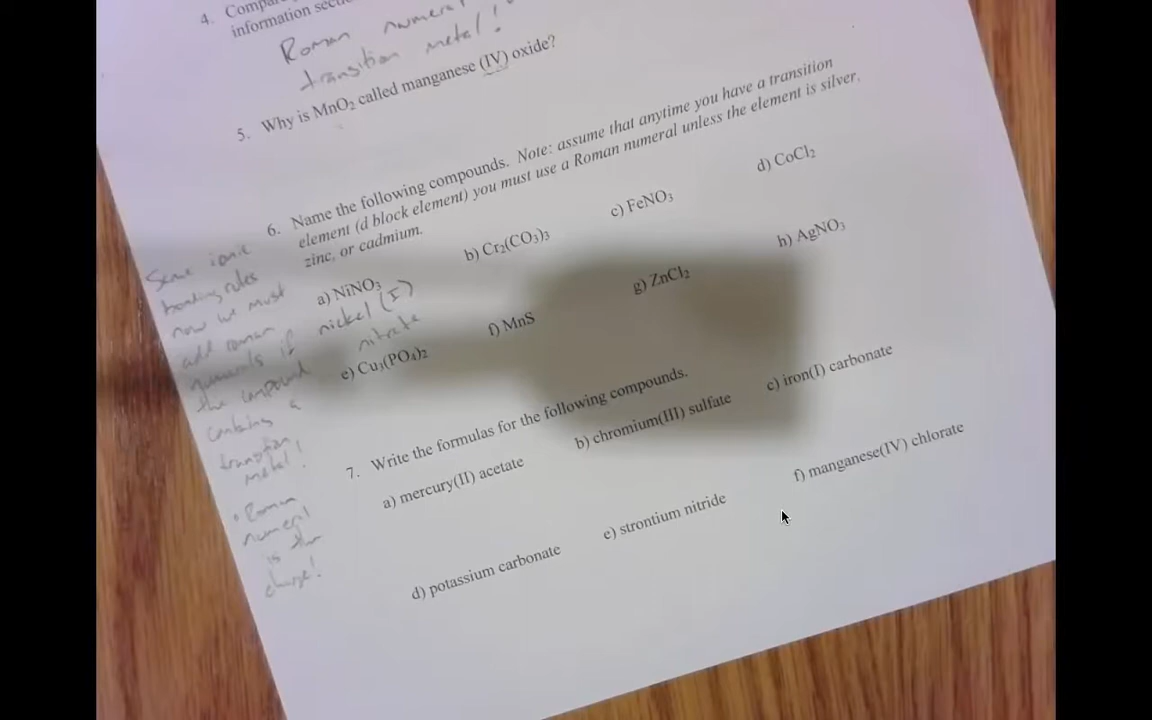 4. Compar
information sect
Roman numeral
transition metal!
5. Why is MnO₂ called manganese (IV) oxide?
6. Name the following compounds. Note: assume that anytime you have a transition
element (d block element) you must use a Roman numeral unless the element is silver,
zinc, or cadmium.
a) NiNO₃ b) Cr₂(CO₃)₃ c) FeNO₃ d) CoCl₂
nickel (I)
nitrate
e) Cu₃(PO₄)₂ f) MnS g) ZnCl₂ h) AgNO₃
Same ionic
bonding rules
now we must
add roman
numerals if
the compound
contains a
transition
metal!
• Roman
numeral
is the
charge!
7. Write the formulas for the following compounds.
a) mercury(II) acetate b) chromium(III) sulfate c) iron(I) carbonate
d) potassium carbonate e) strontium nitride f) manganese(IV) chlorate